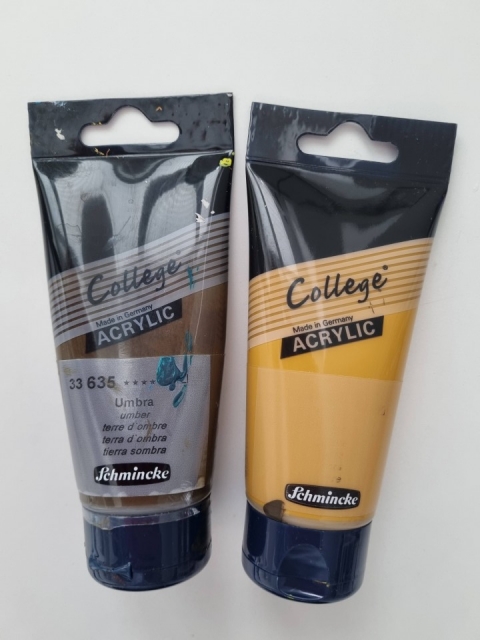 College
Made in Germany
ACRYLIC
33 635 ★★★★
Umbra
umber
terre d'ombre
terra d'ombra
tierra sombra
Schmincke
College
Made in Germany
ACRYLIC
Schmincke